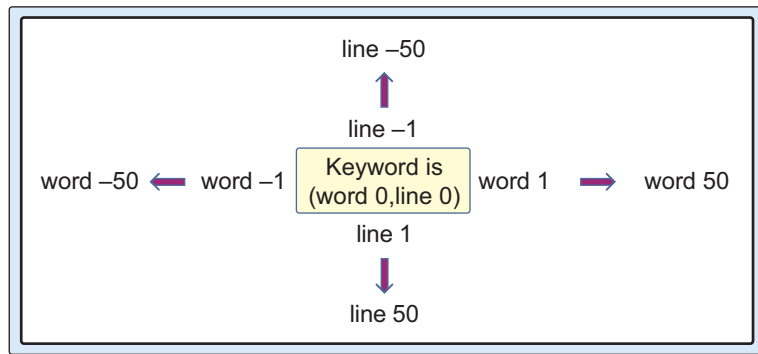 line –50
line –1
word –50 word –1 Keyword is word 1 word 50
(word 0,line 0)
line 1
line 50